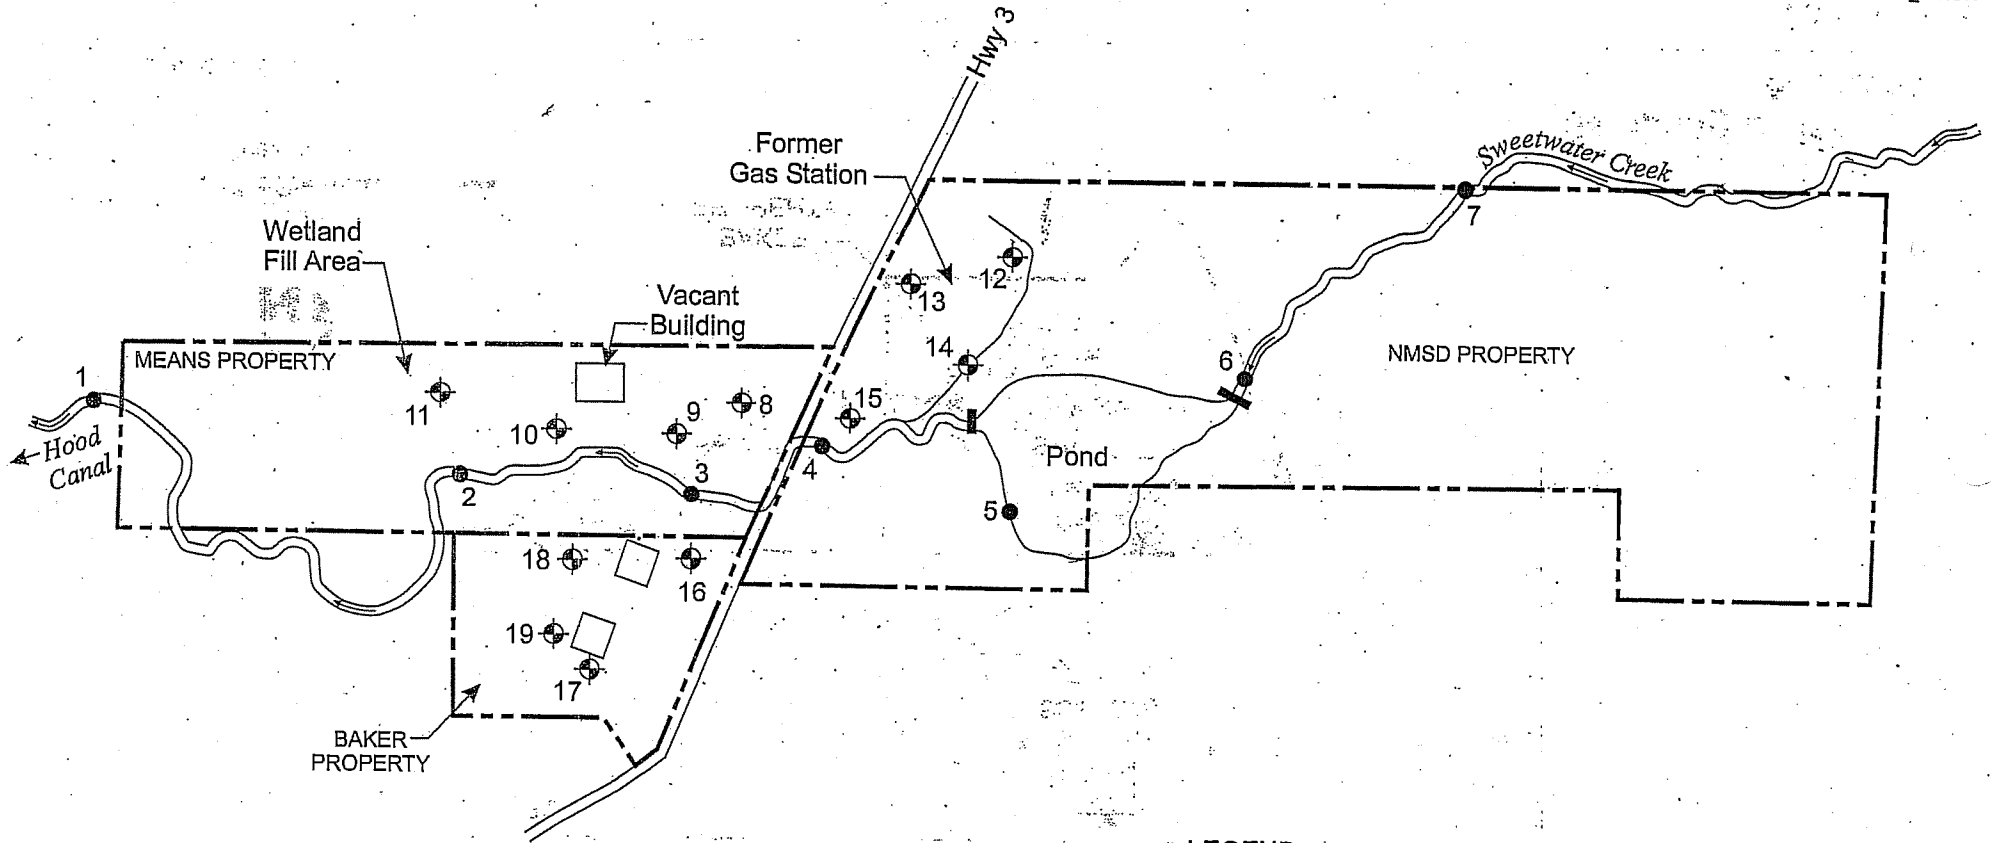 Hwy 3
Former
Gas Station
Sweetwater Creek
7
Wetland
Fill Area
12
13
Vacant
Building
14
6
NMSD PROPERTY
MEANS PROPERTY
1
11
10
9
8
15
Hood
Canal
2
3
4
Pond
5
18
16
19
17
BAKER
PROPERTY